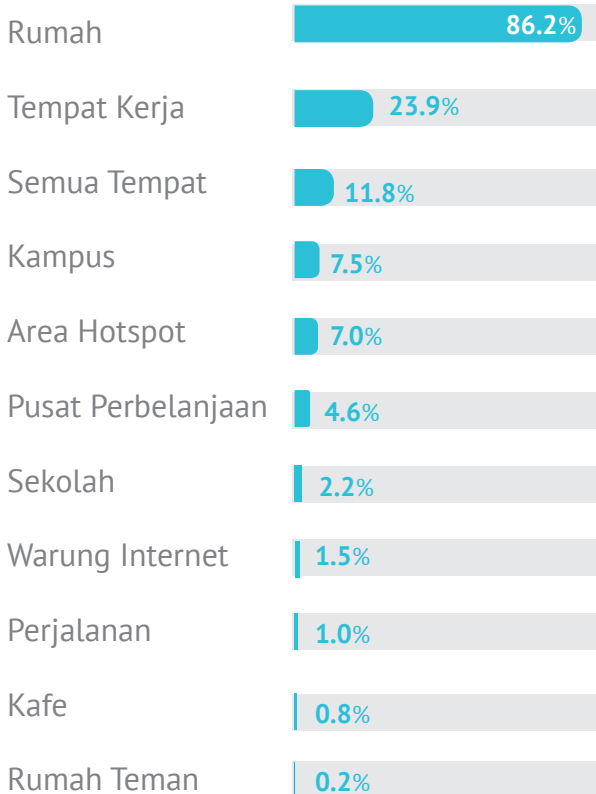 Rumah 86.2%
Tempat Kerja 23.9%
Semua Tempat 11.8%
Kampus 7.5%
Area Hotspot 7.0%
Pusat Perbelanjaan 4.6%
Sekolah 2.2%
Warung Internet 1.5%
Perjalanan 1.0%
Kafe 0.8%
Rumah Teman 0.2%